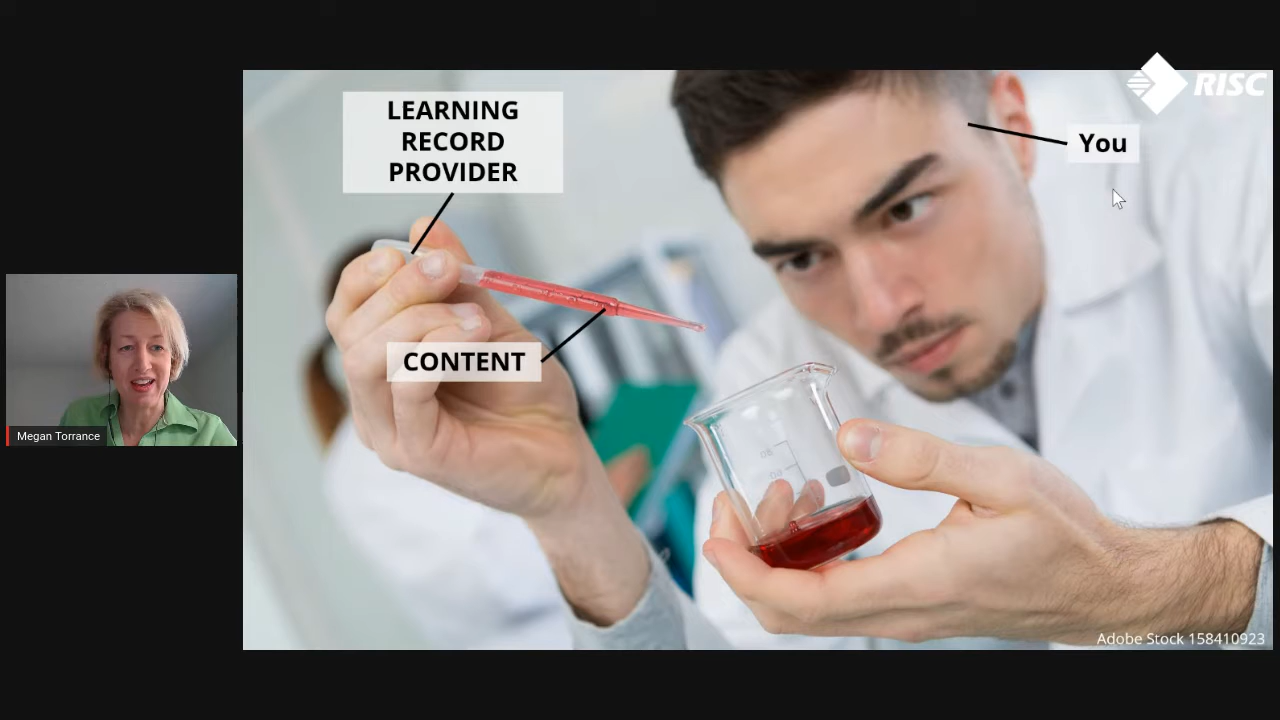 LEARNING
RECORD
PROVIDER
You
RISC
CONTENT
Megan Torrance
Adobe Stock 158410923